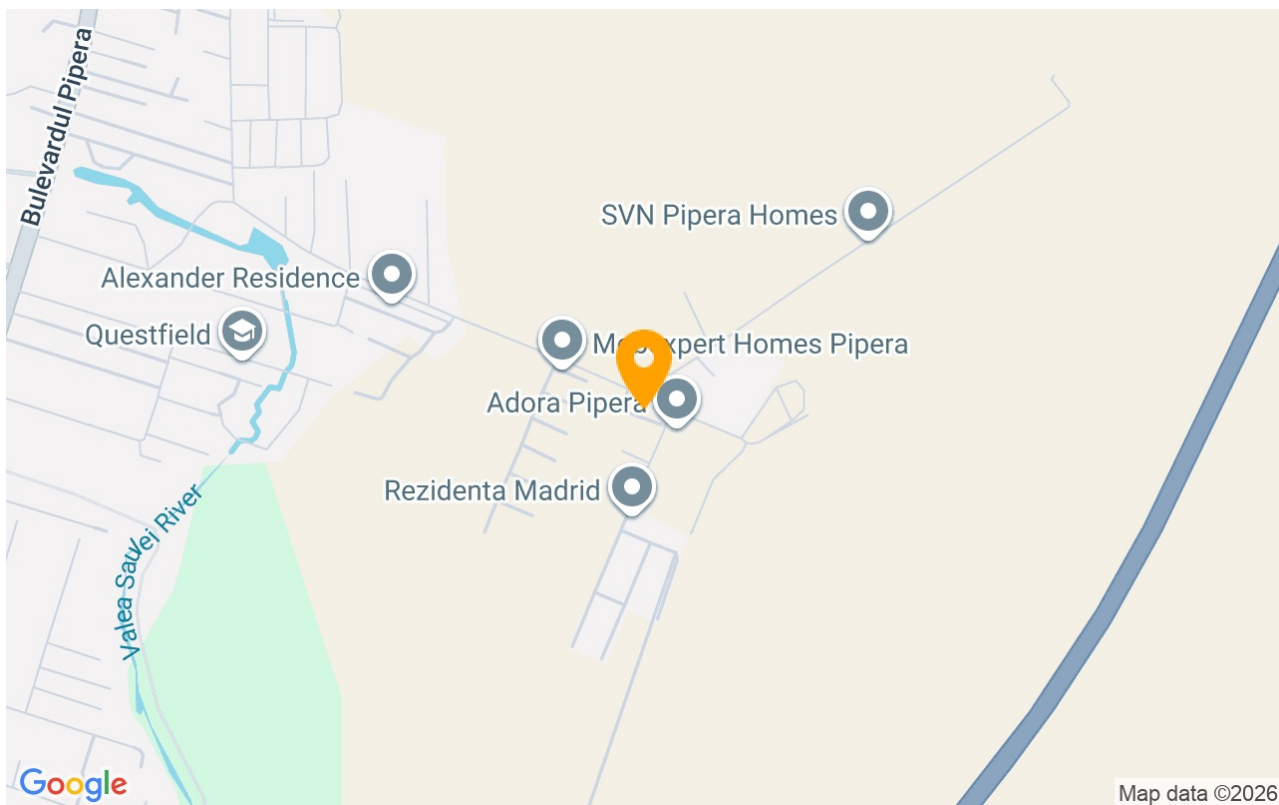 Bulevardul Pipera
SVN Pipera Homes
Alexander Residence
Questfield
Homes Pipera
Adora Pipera
Rezidenta Madrid
Valea Saulei River
Google
Map data ©2026